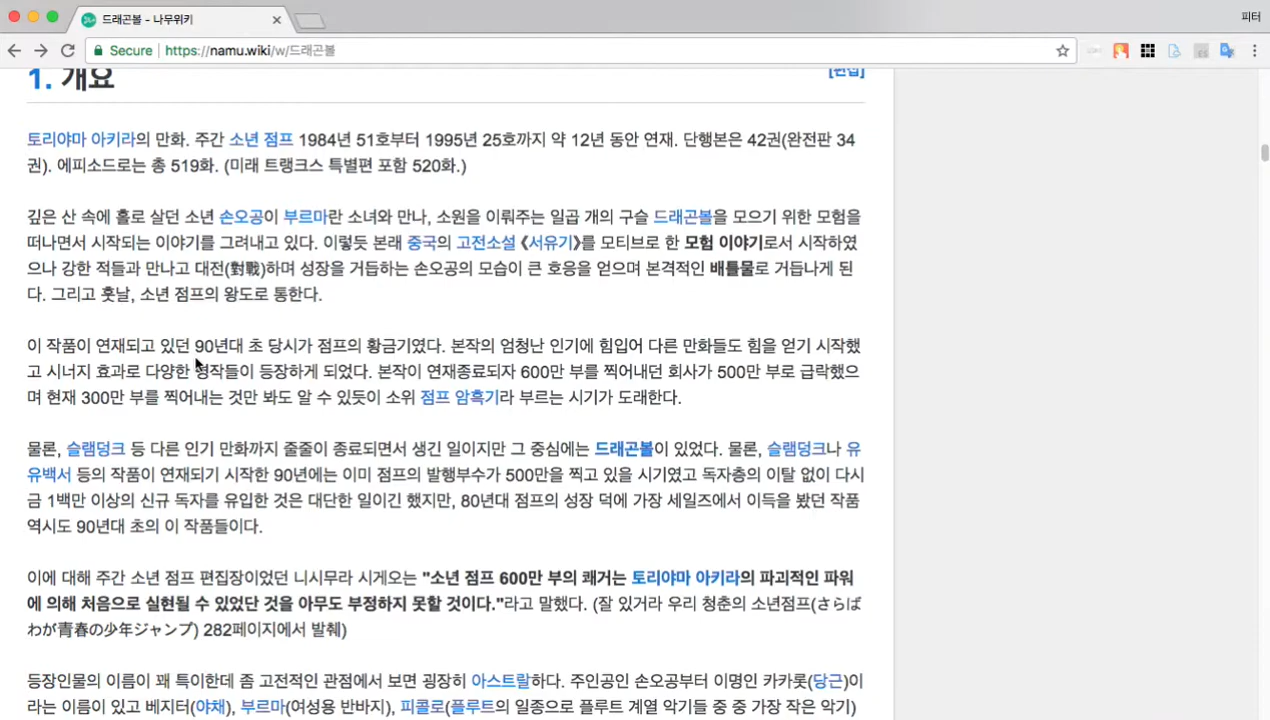 드래곤볼 - 나무위키
피터
Secure https://namu.wiki/w/드래곤볼
1. 개요 [편집]
토리야마 아키라의 만화. 주간 소년 점프 1984년 51호부터 1995년 25호까지 약 12년 동안 연재. 단행본은 42권(완전판 34
권). 에피소드로는 총 519화. (미래 트랭크스 특별편 포함 520화.)
깊은 산 속에 홀로 살던 소년 손오공이 부르마란 소녀와 만나, 소원을 이뤄주는 일곱 개의 구슬 드래곤볼을 모으기 위한 모험을
떠나면서 시작되는 이야기를 그려내고 있다. 이렇듯 본래 중국의 고전소설 《서유기》를 모티브로 한 모험 이야기로서 시작하였
으나 강한 적들과 만나고 대전(對戰)하며 성장을 거듭하는 손오공의 모습이 큰 호응을 얻으며 본격적인 배틀물로 거듭나게 된
다. 그리고 훗날, 소년 점프의 왕도로 통한다.
이 작품이 연재되고 있던 90년대 초 당시가 점프의 황금기였다. 본작의 엄청난 인기에 힘입어 다른 만화들도 힘을 얻기 시작했
고 시너지 효과로 다양한 명작들이 등장하게 되었다. 본작이 연재종료되자 600만 부를 찍어내던 회사가 500만 부로 급락했으
며 현재 300만 부를 찍어내는 것만 봐도 알 수 있듯이 소위 점프 암흑기라 부르는 시기가 도래한다.
물론, 슬램덩크 등 다른 인기 만화까지 줄줄이 종료되면서 생긴 일이지만 그 중심에는 드래곤볼이 있었다. 물론, 슬램덩크나 유
유백서 등의 작품이 연재되기 시작한 90년에는 이미 점프의 발행부수가 500만을 찍고 있을 시기였고 독자층의 이탈 없이 다시
금 1백만 이상의 신규 독자를 유입한 것은 대단한 일이긴 했지만, 80년대 점프의 성장 덕에 가장 세일즈에서 이득을 봤던 작품
역시도 90년대 초의 이 작품들이다.
이에 대해 주간 소년 점프 편집장이었던 니시무라 시게오는 "소년 점프 600만 부의 쾌거는 토리야마 아키라의 파괴적인 파워
에 의해 처음으로 실현될 수 있었단 것을 아무도 부정하지 못할 것이다."라고 말했다. (잘 있거라 우리 청춘의 소년점프(さらば
わが青春の少年ジャンプ) 282페이지에서 발췌)
등장인물의 이름이 꽤 특이한데 좀 고전적인 관점에서 보면 굉장히 아스트랄하다. 주인공인 손오공부터 이명인 카카롯(당근)이
라는 이름이 있고 베지터(야채), 부르마(여성용 반바지), 피콜로(플루트의 일종으로 플루트 계열 악기들 중 중 가장 작은 악기)